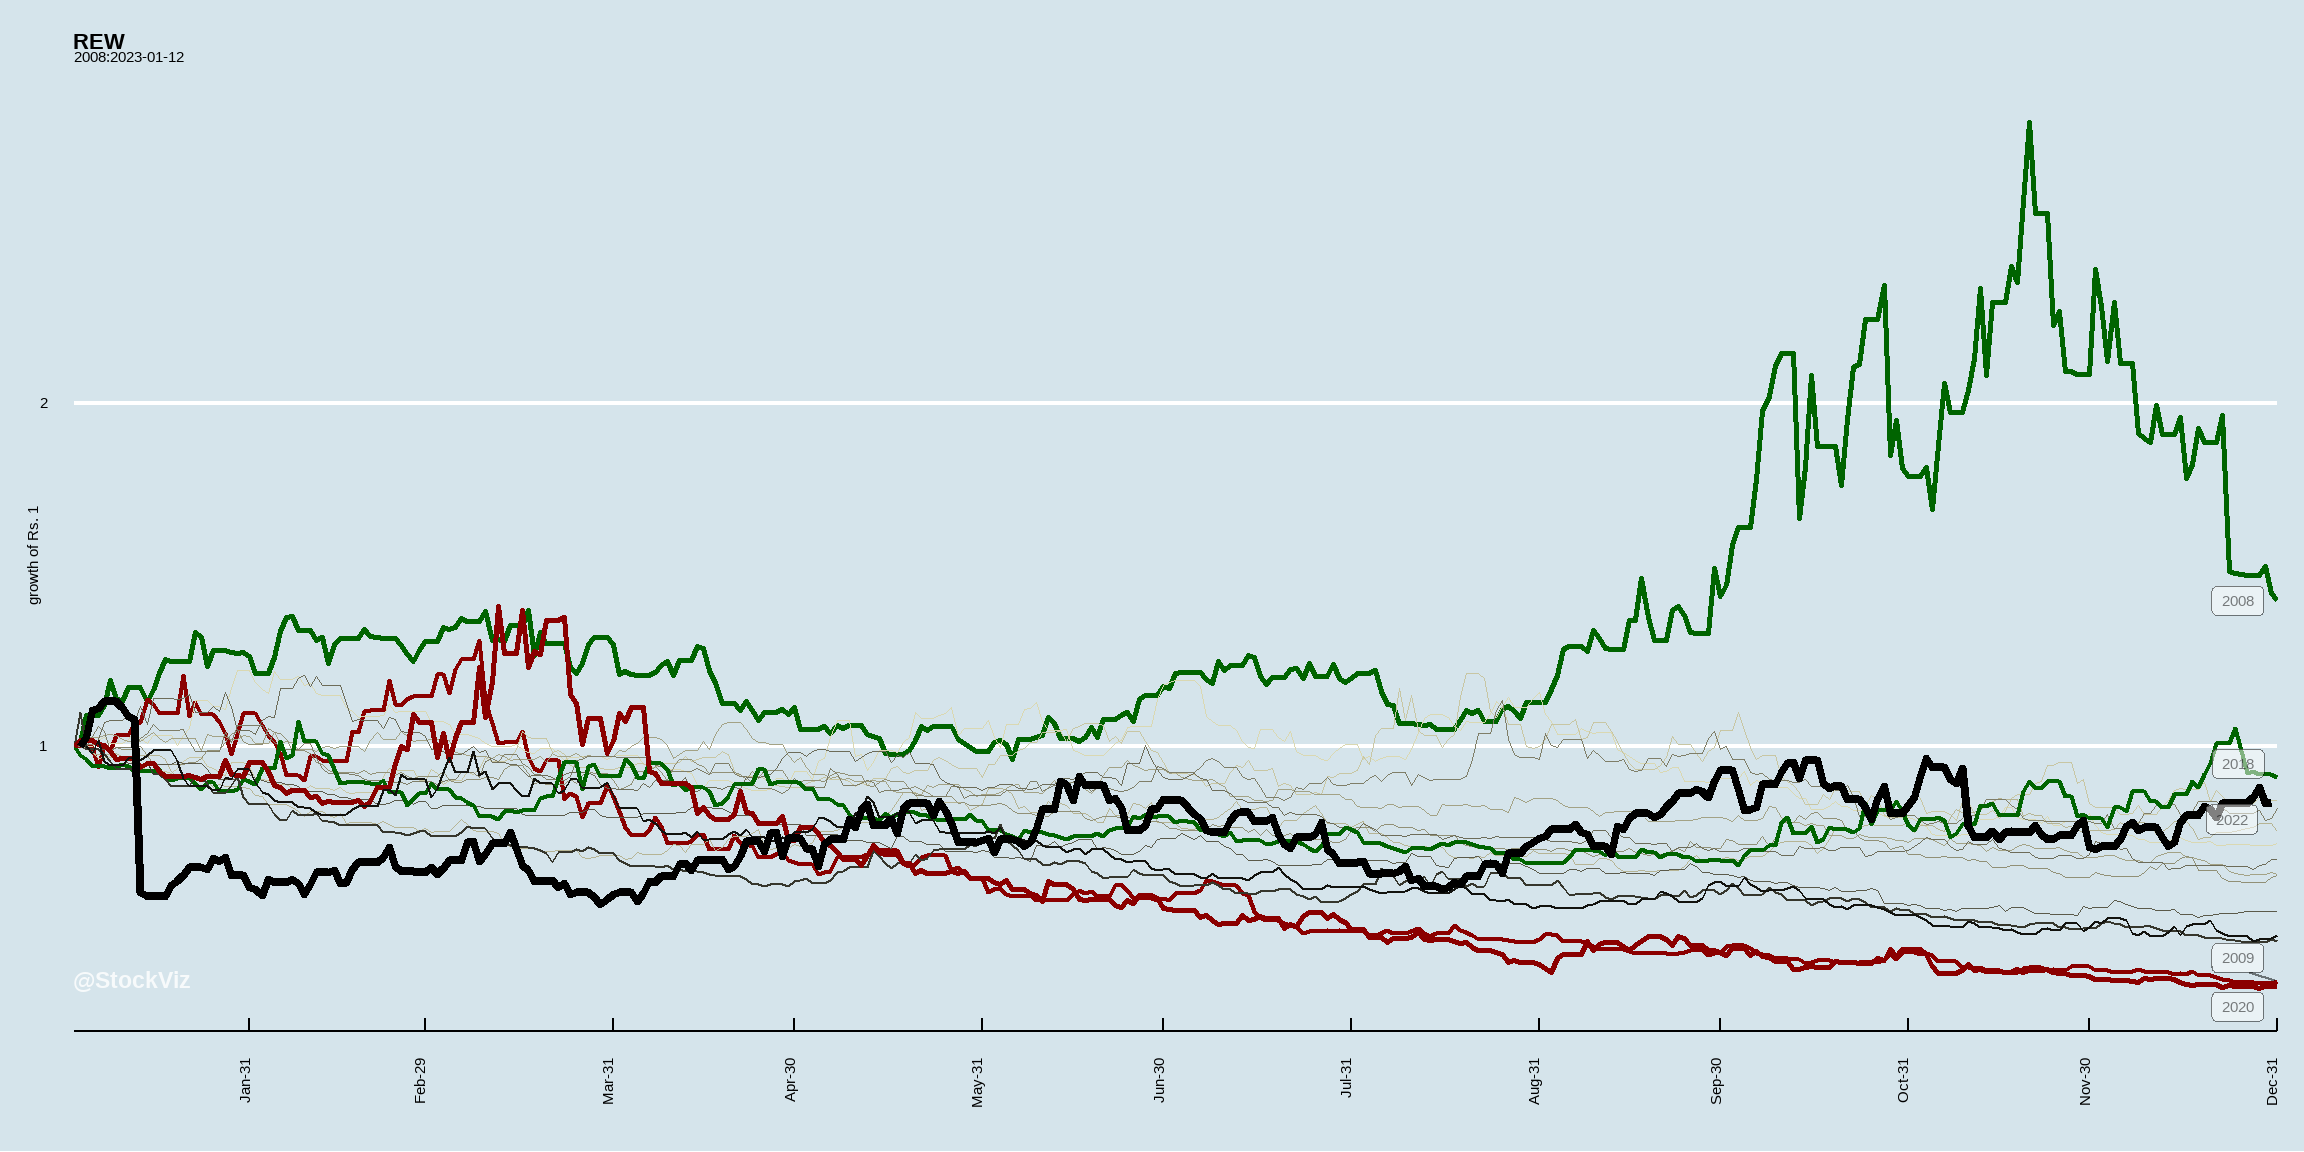 REW
2008:2023-01-12
growth of Rs. 1
2
1
2008
2018
2022
2009
2020
@StockViz
Jan-31
Feb-29
Mar-31
Apr-30
May-31
Jun-30
Jul-31
Aug-31
Sep-30
Oct-31
Nov-30
Dec-31